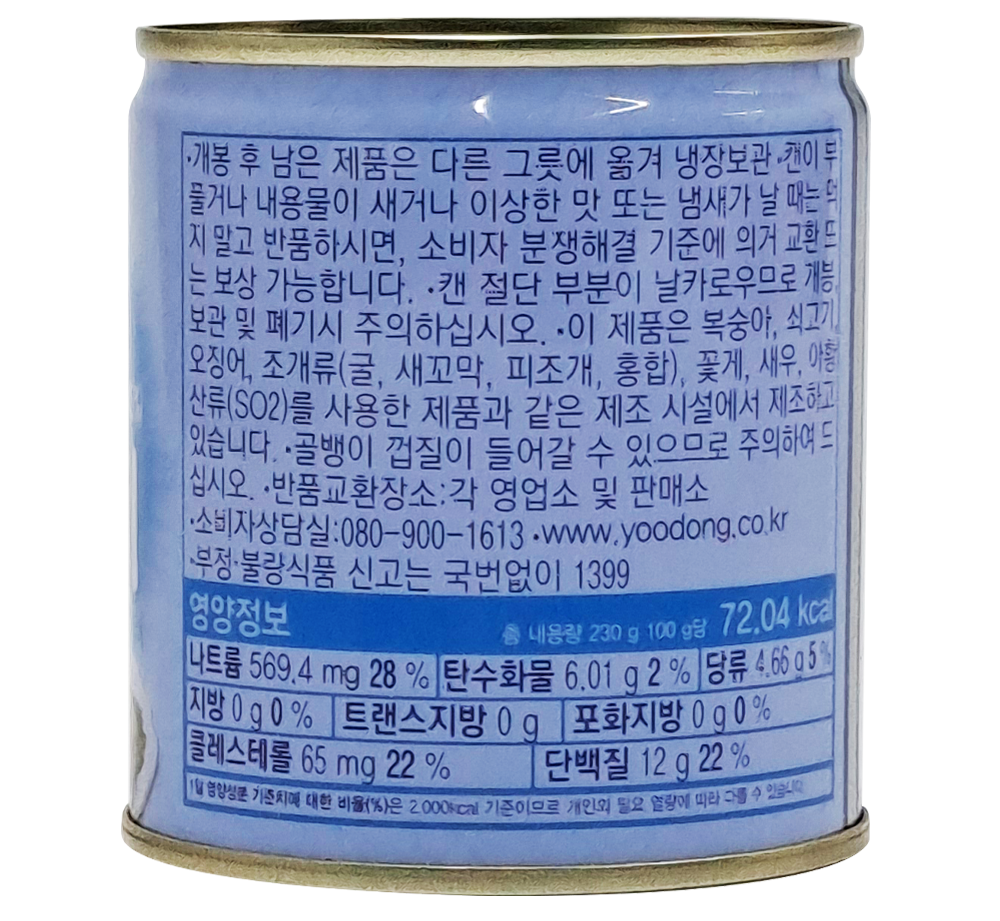 ·개봉 후 남은 제품은 다른 그릇에 옮겨 냉장보관 ·캔이 부
풀거나 내용물이 새거나 이상한 맛 또는 냄새가 날 때는 먹
지 말고 반품하시면, 소비자 분쟁해결 기준에 의거 교환 또
는 보상 가능합니다. ·캔 절단 부분이 날카로우므로 개봉,
보관 및 폐기시 주의하십시오. ·이 제품은 복숭아, 쇠고기,
오징어, 조개류(굴, 새꼬막, 피조개, 홍합), 꽃게, 새우, 아황
산류(SO2)를 사용한 제품과 같은 제조 시설에서 제조하고
있습니다. ·골뱅이 껍질이 들어갈 수 있으므로 주의하여 드
십시오. ·반품교환장소:각 영업소 및 판매소
·소비자상담실:080-900-1613 ·www.yoodong.co.kr
·부정·불량식품 신고는 국번없이 1399
영양정보 총 내용량 230 g 100 g당 72.04 kcal
나트륨 569.4 mg 28 % 탄수화물 6.01 g 2 % 당류 4.66 g 5 %
지방 0 g 0 % 트랜스지방 0 g 포화지방 0 g 0 %
콜레스테롤 65 mg 22 % 단백질 12 g 22 %
1일 영양성분 기준치에 대한 비율(%)은 2,000kcal 기준이므로 개인의 필요 열량에 따라 다를 수 있습니다.